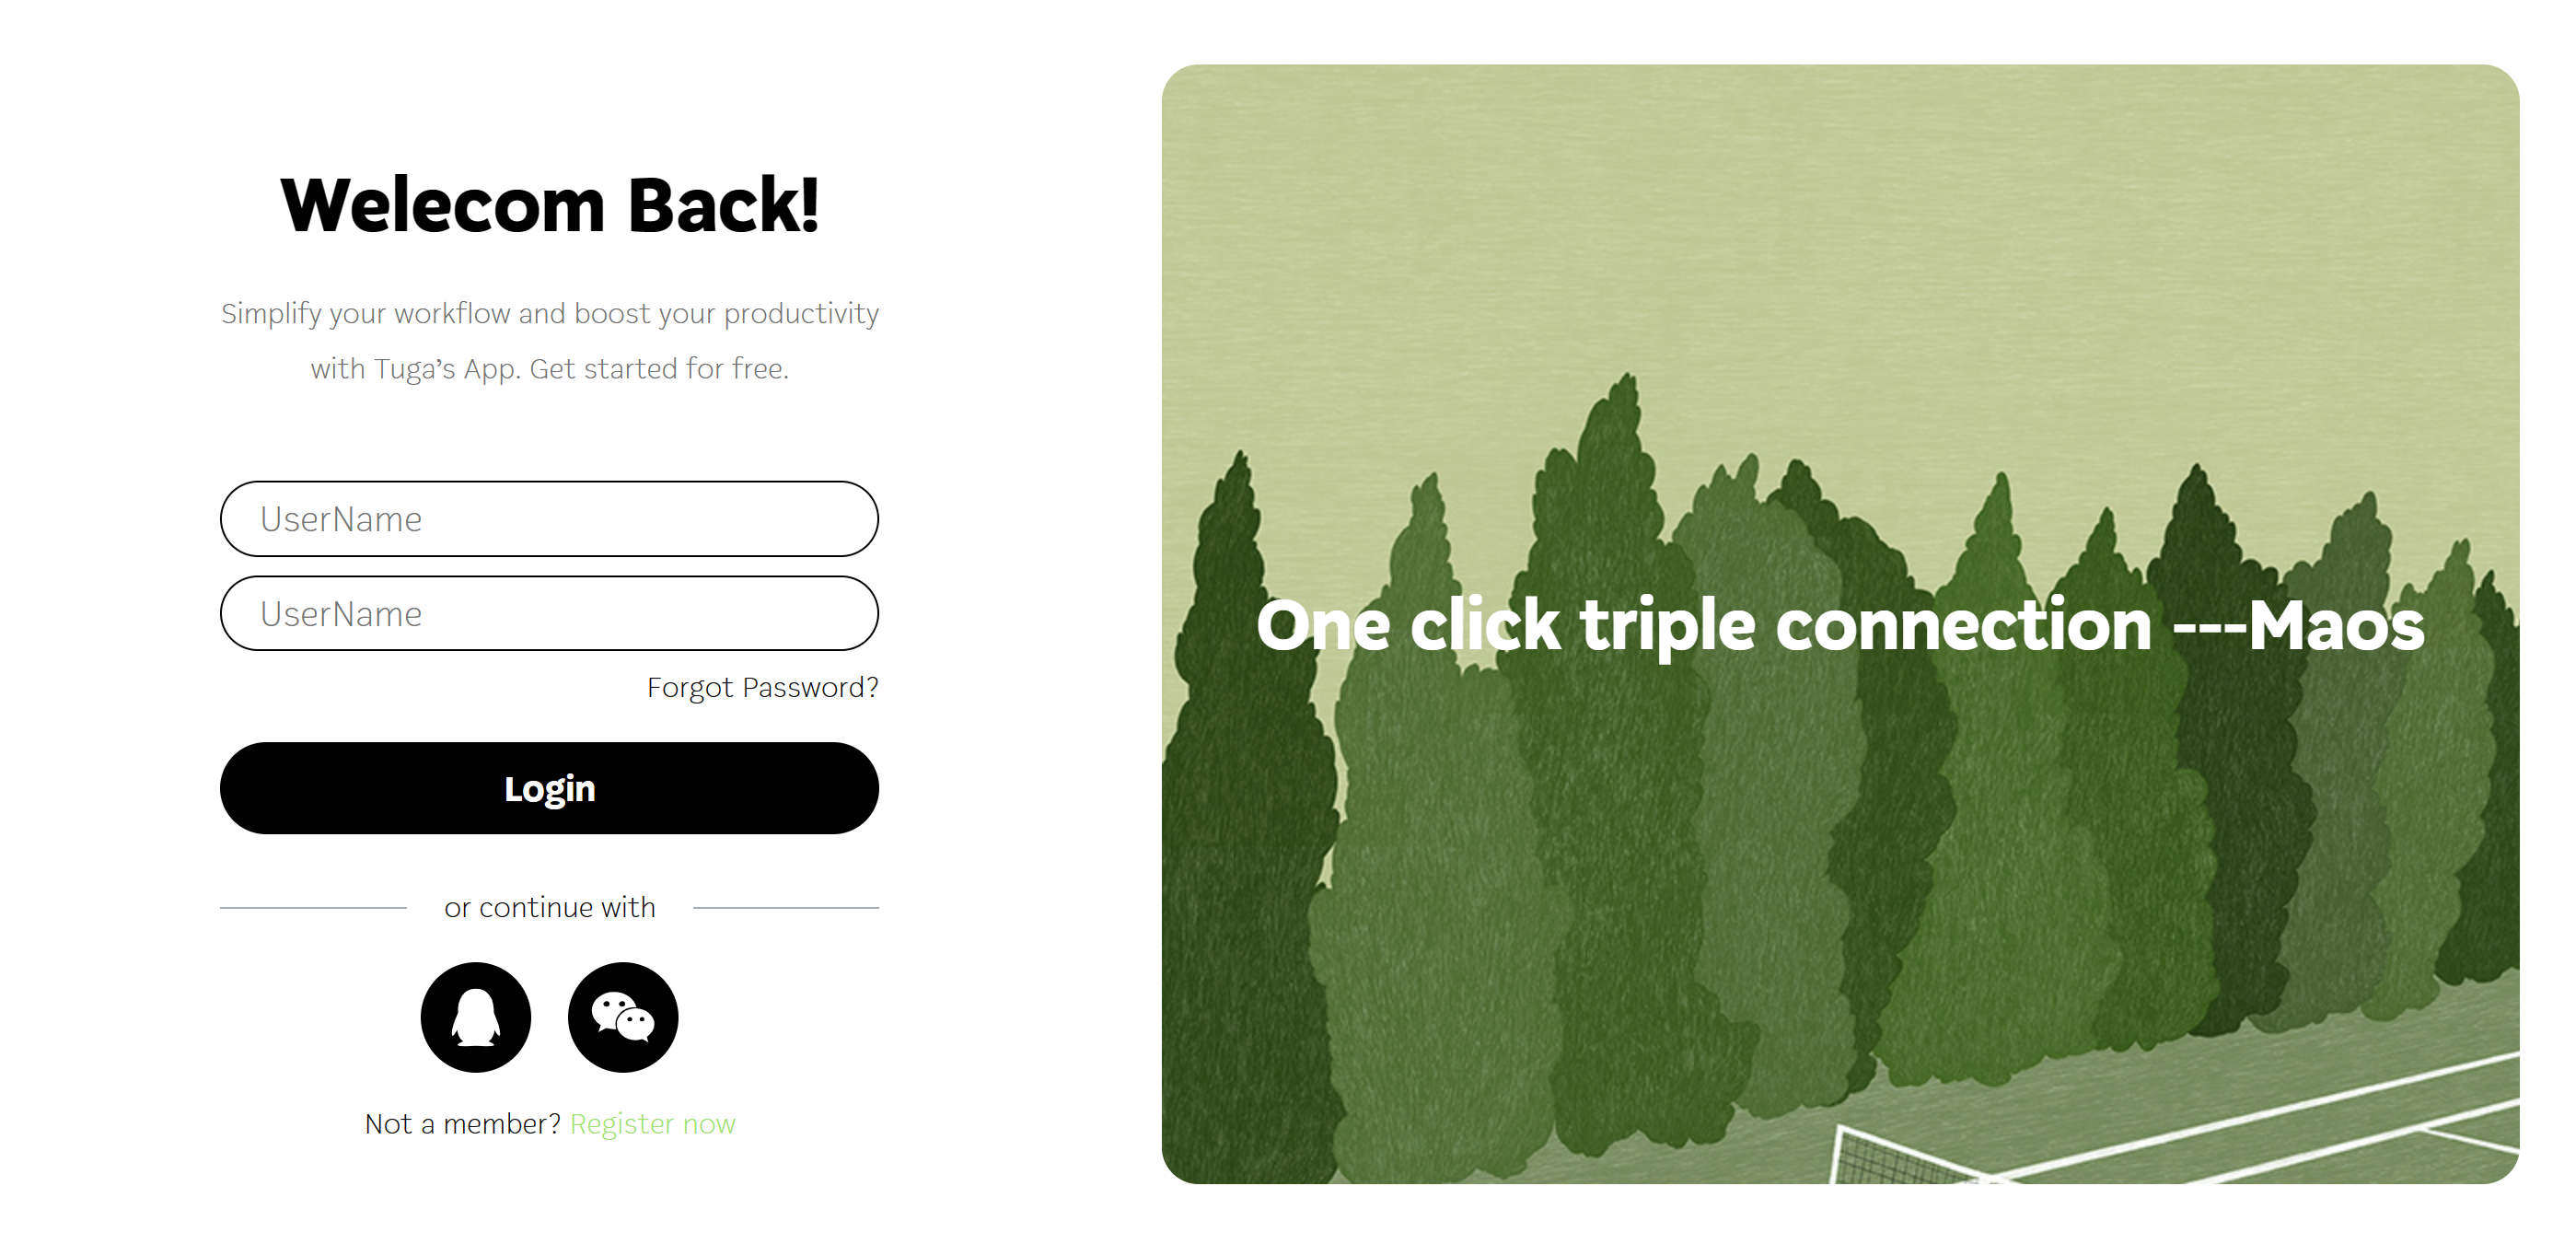 Welecom Back!
Simplify your workflow and boost your productivity
with Tuga’s App. Get started for free.
UserName
UserName
Forgot Password?
Login
or continue with
Not a member? Register now
One click triple connection ---Maos